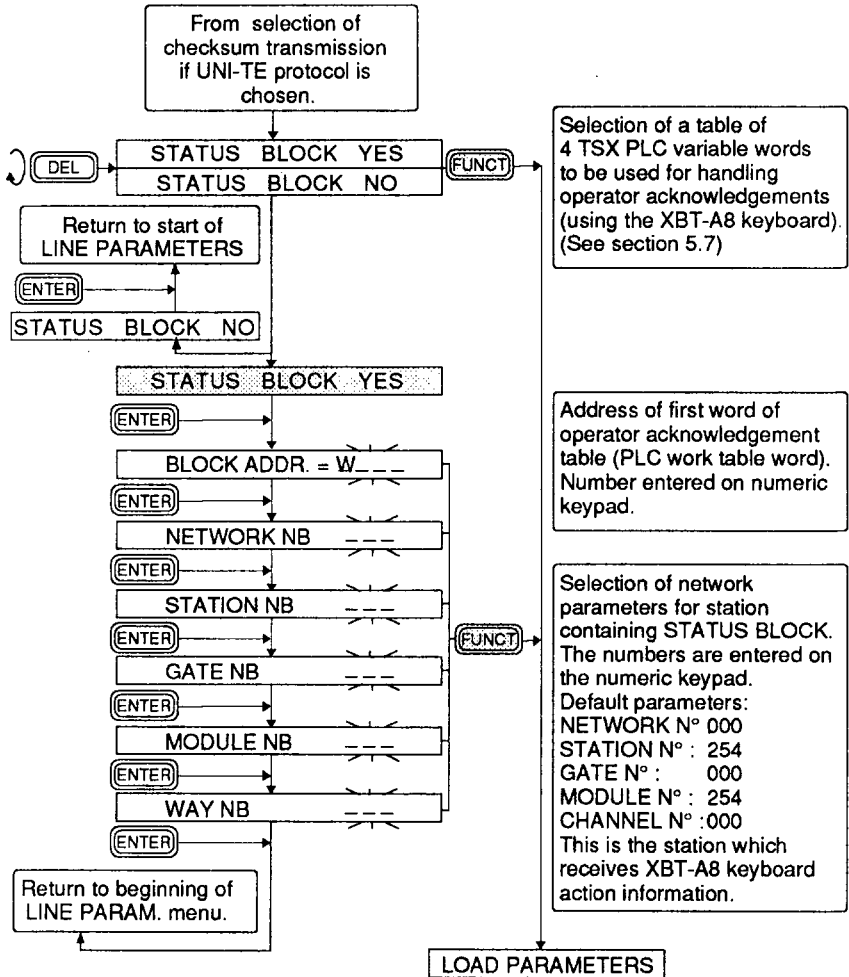 From selection of
checksum transmission
if UNI-TE protocol is
chosen.
DEL
STATUS BLOCK YES
STATUS BLOCK NO
FUNCT
Selection of a table of
4 TSX PLC variable words
to be used for handling
operator acknowledgements
(using the XBT-A8 keyboard).
(See section 5.7)
Return to start of
LINE PARAMETERS
ENTER
STATUS BLOCK NO
STATUS BLOCK YES
ENTER
BLOCK ADDR. = W_ _ _
Address of first word of
operator acknowledgement
table (PLC work table word).
Number entered on numeric
keypad.
ENTER
NETWORK NB _ _ _
ENTER
STATION NB _ _ _
ENTER
GATE NB _ _ _
ENTER
MODULE NB _ _ _
ENTER
WAY NB _ _ _
ENTER
FUNCT
Selection of network
parameters for station
containing STATUS BLOCK.
The numbers are entered on
the numeric keypad.
Default parameters:
NETWORK N° 000
STATION N° : 254
GATE N° : 000
MODULE N° : 254
CHANNEL N° :000
This is the station which
receives XBT-A8 keyboard
action information.
Return to beginning of
LINE PARAM. menu.
LOAD PARAMETERS